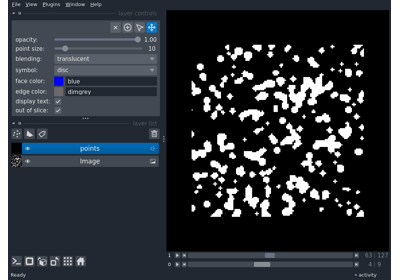 File View Plugins Window Help
layer controls
opacity: 1.00
point size: 10
blending: translucent
symbol: disc
face color: blue
edge color: dimgrey
display text:
out of slice:
layer list
points
Image
1 63 127
0 4 9
Ready
activity